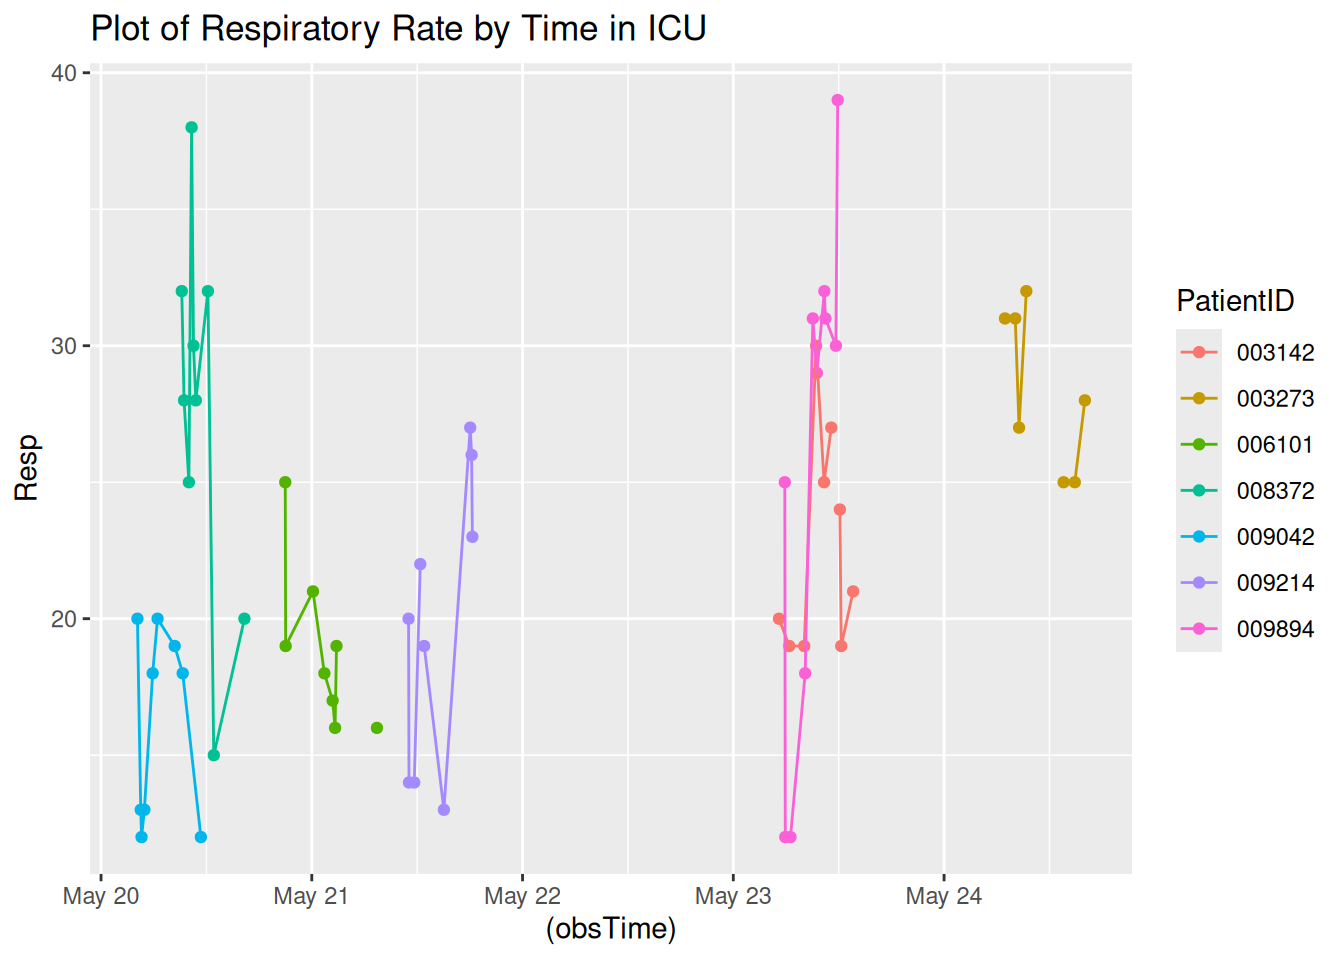 Plot of Respiratory Rate by Time in ICU
Resp
40
30
20
May 20
May 21
May 22
May 23
May 24
(obsTime)
PatientID
003142
003273
006101
008372
009042
009214
009894